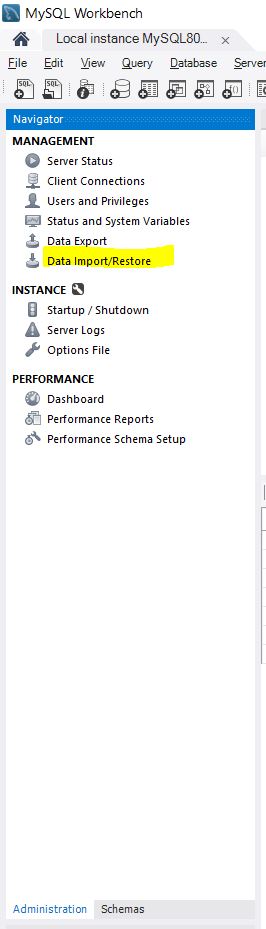 MySQL Workbench
Local instance MySQL80...
File Edit View Query Database Server
SQL SQL
Navigator
MANAGEMENT
Server Status
Client Connections
Users and Privileges
Status and System Variables
Data Export
Data Import/Restore
INSTANCE
Startup / Shutdown
Server Logs
Options File
PERFORMANCE
Dashboard
Performance Reports
Performance Schema Setup
Administration Schemas